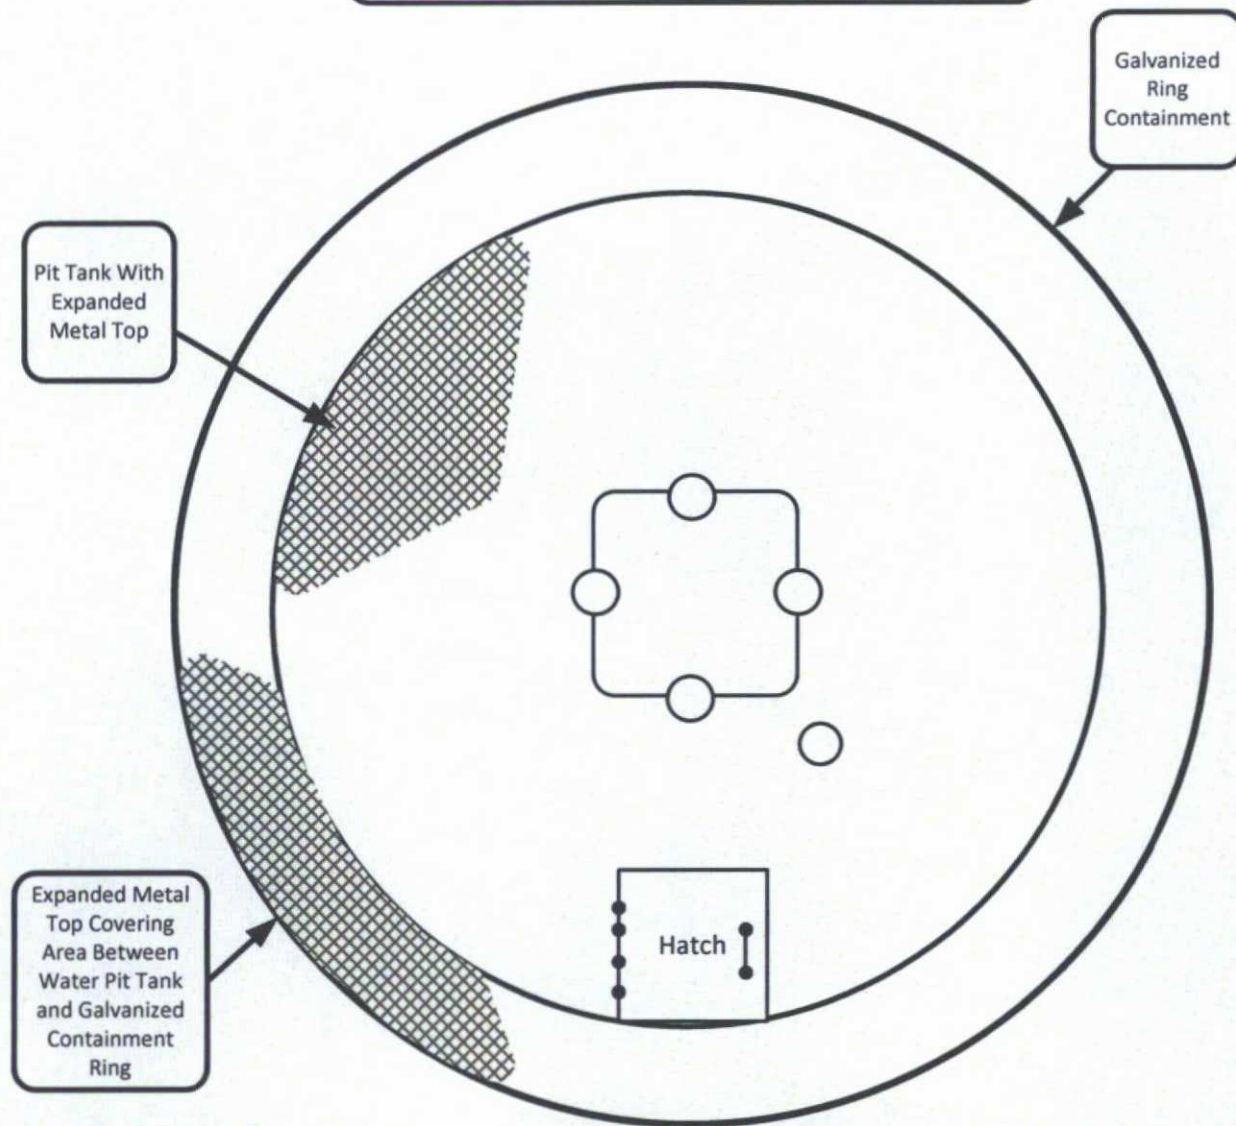 Galvanized
Ring
Containment
Pit Tank With
Expanded
Metal Top
Expanded Metal
Top Covering
Area Between
Water Pit Tank
and Galvanized
Containment
Ring
Hatch